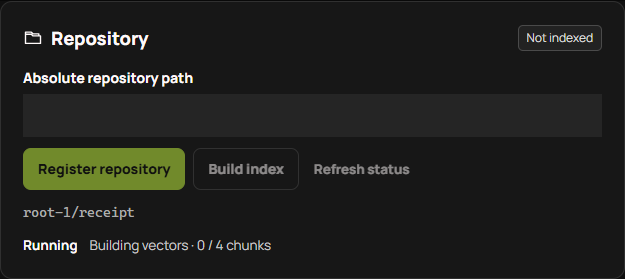 Repository
Not indexed
Absolute repository path
Register repository
Build index
Refresh status
root-1/receipt
Running Building vectors · 0 / 4 chunks